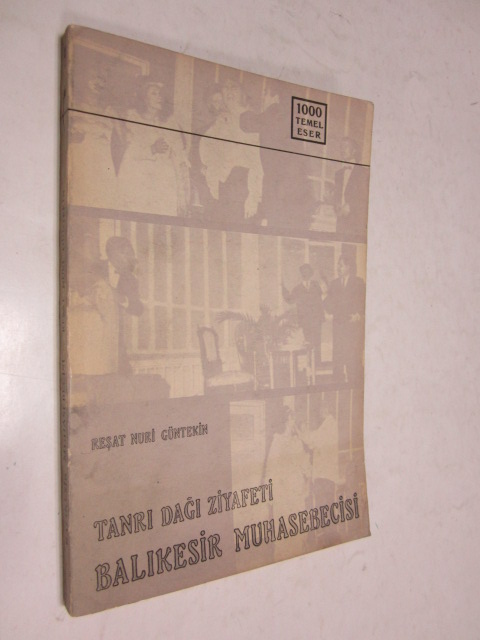 1000
TEMEL
ESER
REŞAT NURİ GÜNTEKİN
TANRI DAĞI ZİYAFETİ
BALIKESİR MUHASEBECİSİ